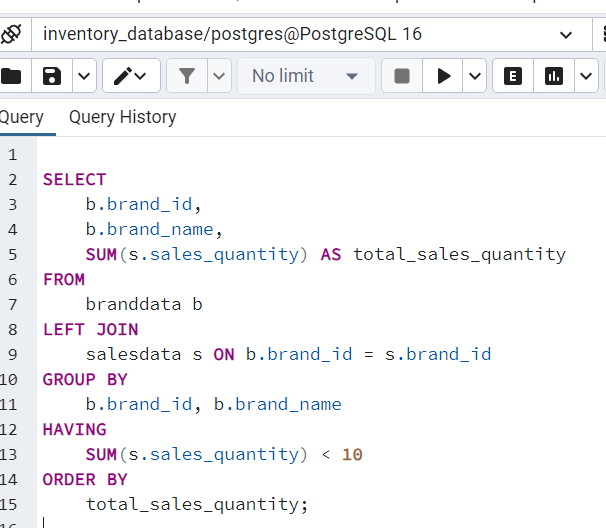 inventory_database/postgres@PostgreSQL 16
No limit
E
Query Query History
1
2 SELECT
3 b.brand_id,
4 b.brand_name,
5 SUM(s.sales_quantity) AS total_sales_quantity
6 FROM
7 branddata b
8 LEFT JOIN
9 salesdata s ON b.brand_id = s.brand_id
10 GROUP BY
11 b.brand_id, b.brand_name
12 HAVING
13 SUM(s.sales_quantity) < 10
14 ORDER BY
15 total_sales_quantity;